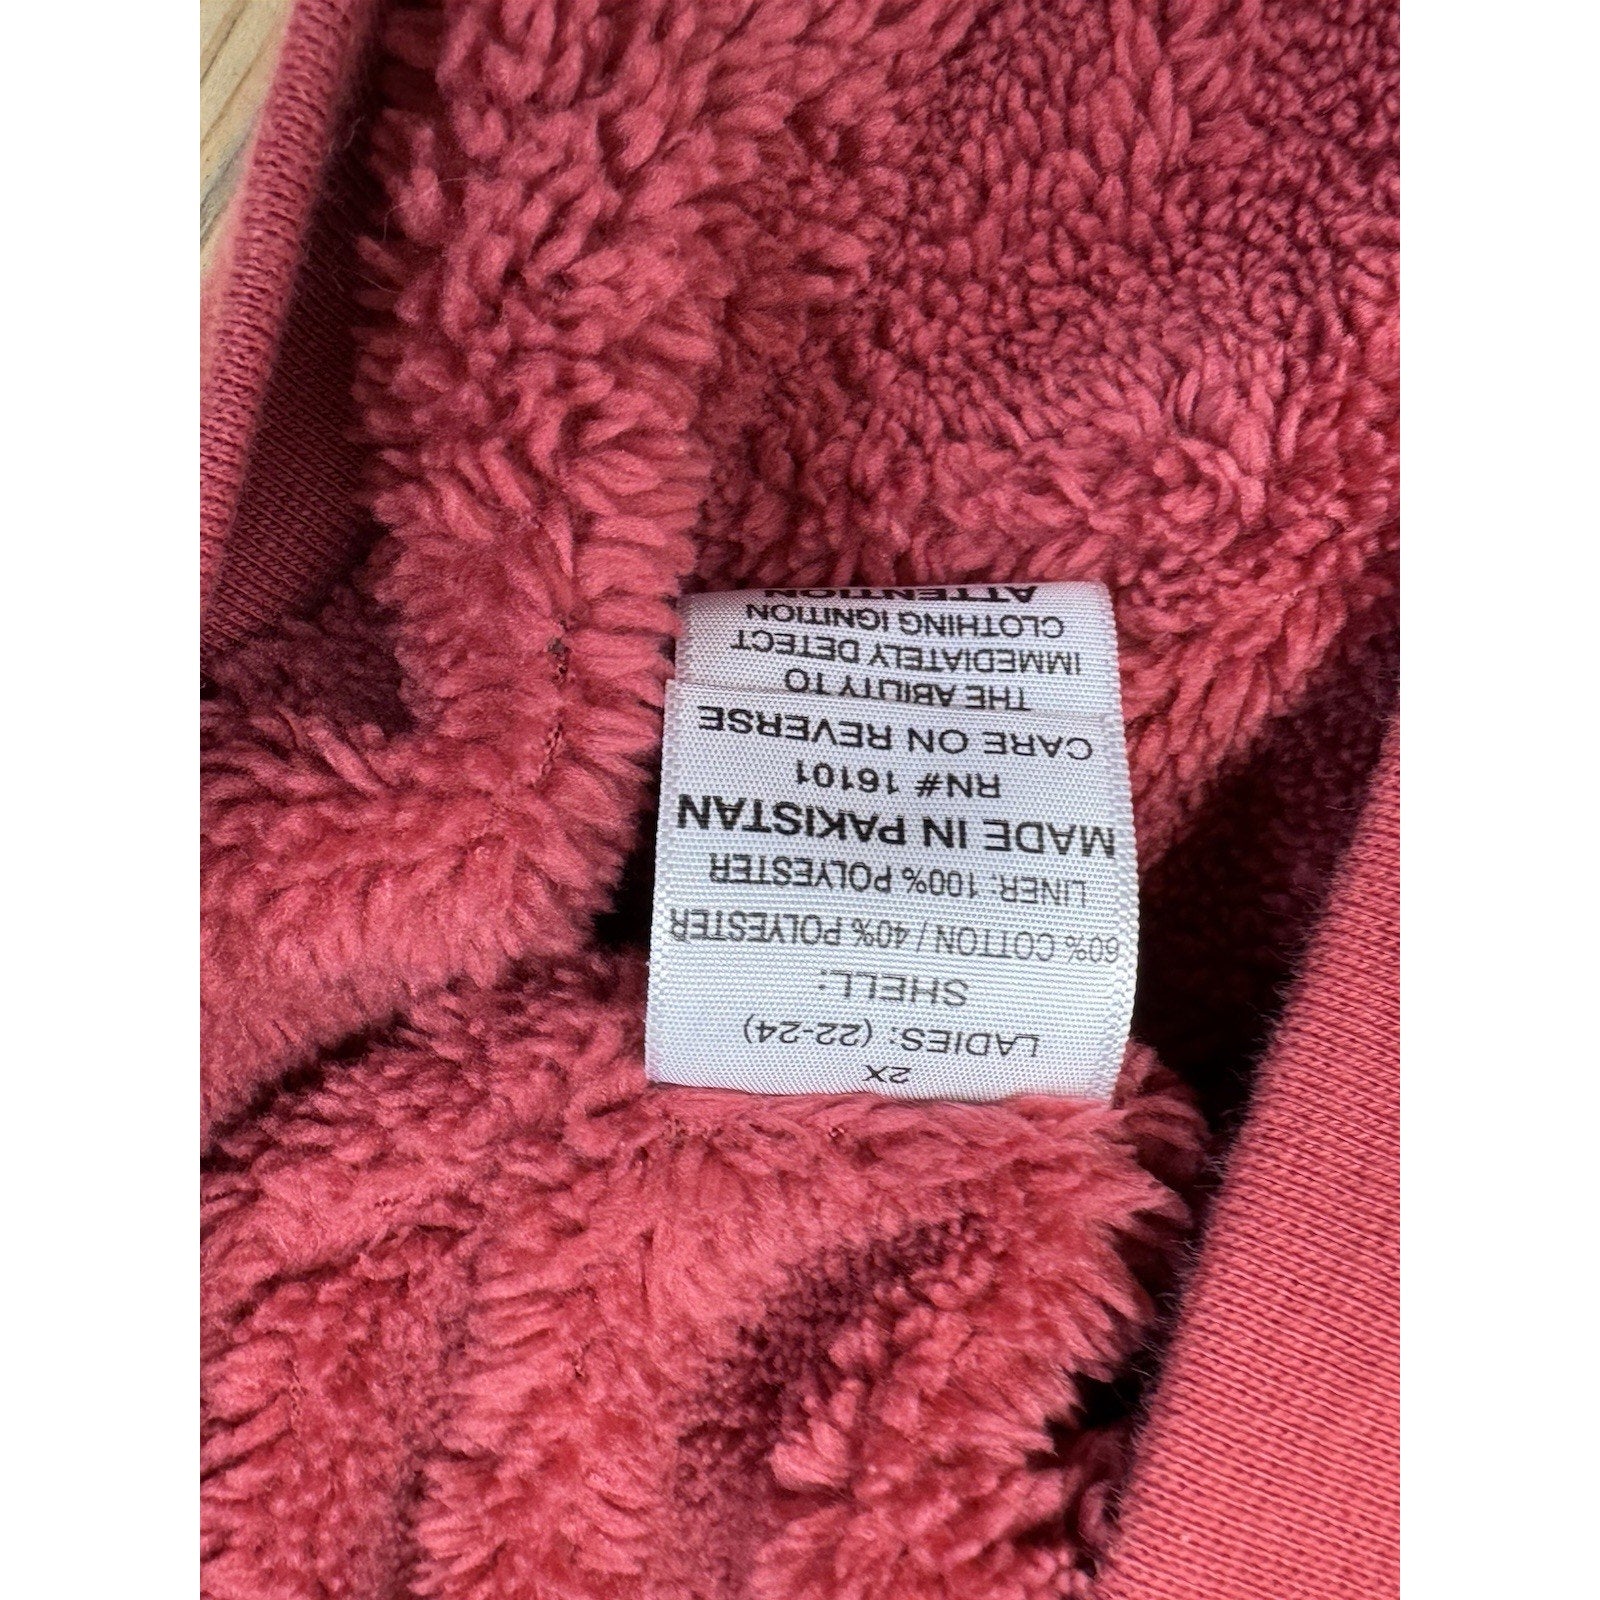 2X
LADIES: (22-24)
SHELL:
60% COTTON / 40% POLYESTER
LINER: 100% POLYESTER
MADE IN PAKISTAN
RN# 16101
CARE ON REVERSE
THE ABILITY TO
IMMEDIATELY DETECT
CLOTHING IGNITION
ATTENTION